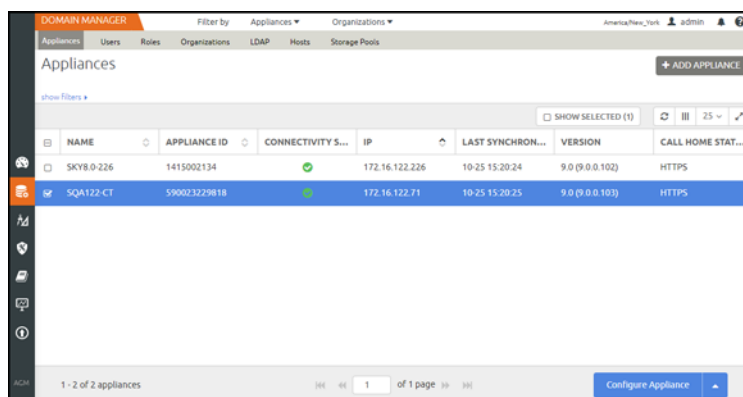 DOMAIN MANAGER Filter by Appliances Organizations America/New_York admin
Appliances Users Roles Organizations LDAP Hosts Storage Pools
Appliances + ADD APPLIANCE
show filters
SHOW SELECTED (1) 25
NAME APPLIANCE ID CONNECTIVITY S... IP LAST SYNCHRON... VERSION CALL HOME STAT...
SKY8.0-226 1415002134 172.16.122.226 10-25 15:20:24 9.0 (9.0.0.102) HTTPS
SQA122-CT 590023229818 172.16.122.71 10-25 15:20:25 9.0 (9.0.0.103) HTTPS
AGM 1 - 2 of 2 appliances 1 of 1 page Configure Appliance